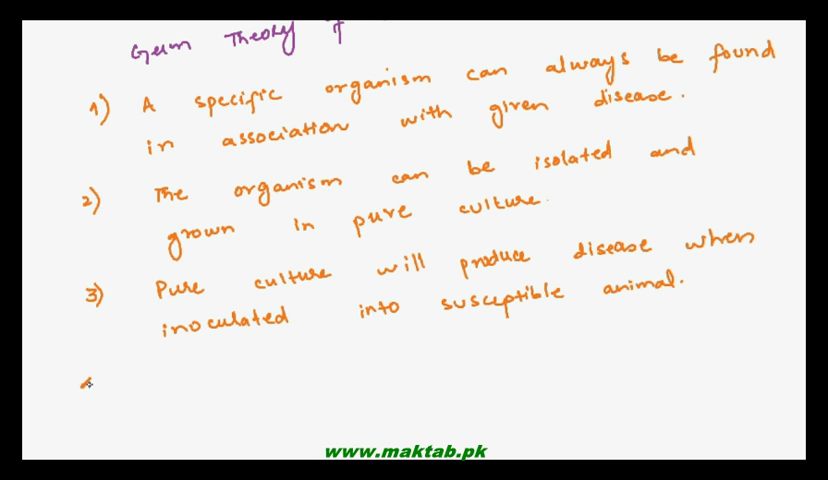 Germ Theory of
1) A specific organism can always be found
in association with given disease.
2) The organism can be isolated and
grown in pure culture.
3) Pure culture will produce disease when
inoculated into susceptible animal.
www.maktab.pk